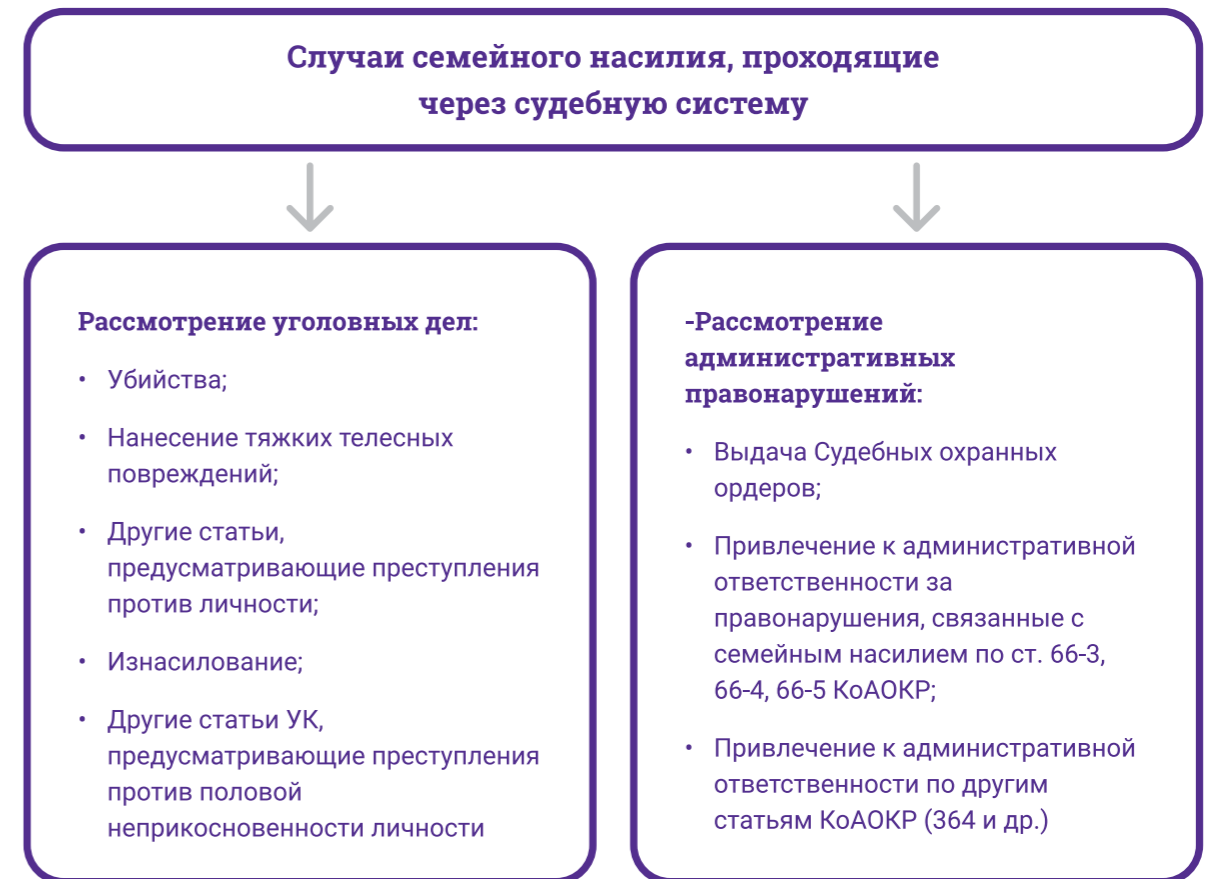 Случаи семейного насилия, проходящие
через судебную систему
Рассмотрение уголовных дел:
• Убийства;
• Нанесение тяжких телесных
повреждений;
• Другие статьи,
предусматривающие преступления
против личности;
• Изнасилование;
• Другие статьи УК,
предусматривающие преступления
против половой
неприкосновенности личности
-Рассмотрение
административных
правонарушений:
• Выдача Судебных охранных
ордеров;
• Привлечение к административной
ответственности за
правонарушения, связанные с
семейным насилием по ст. 66-3,
66-4, 66-5 КоАОКР;
• Привлечение к административной
ответственности по другим
статьям КоАОКР (364 и др.)